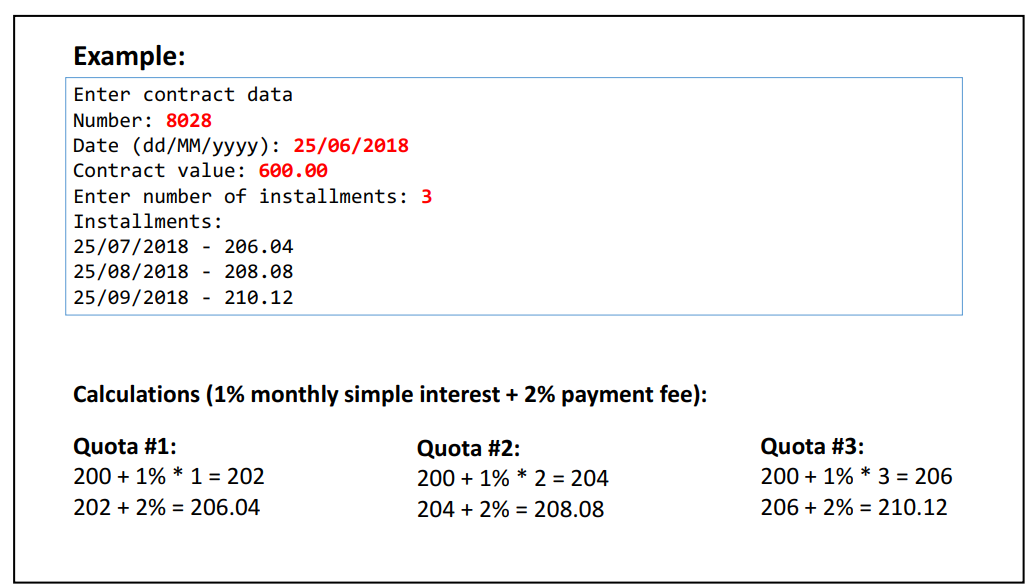 Example:
Enter contract data
Number: 8028
Date (dd/MM/yyyy): 25/06/2018
Contract value: 600.00
Enter number of installments: 3
Installments:
25/07/2018 - 206.04
25/08/2018 - 208.08
25/09/2018 - 210.12
Calculations (1% monthly simple interest + 2% payment fee):
Quota #1:
200 + 1% * 1 = 202
202 + 2% = 206.04
Quota #2:
200 + 1% * 2 = 204
204 + 2% = 208.08
Quota #3:
200 + 1% * 3 = 206
206 + 2% = 210.12